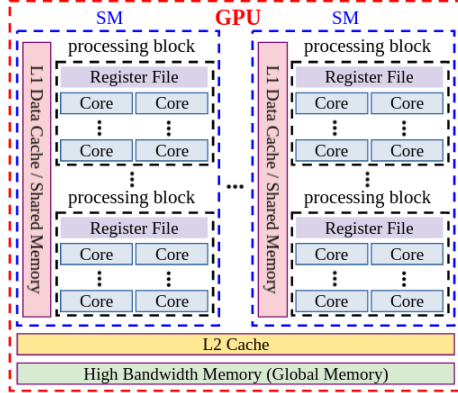 SM GPU SM
processing block processing block
L1 Data Cache / Shared Memory
Register File
Core Core
Core Core
processing block
Register File
Core Core
Core Core
L1 Data Cache / Shared Memory
Register File
Core Core
Core Core
processing block
Register File
Core Core
Core Core
...
L2 Cache
High Bandwidth Memory (Global Memory)